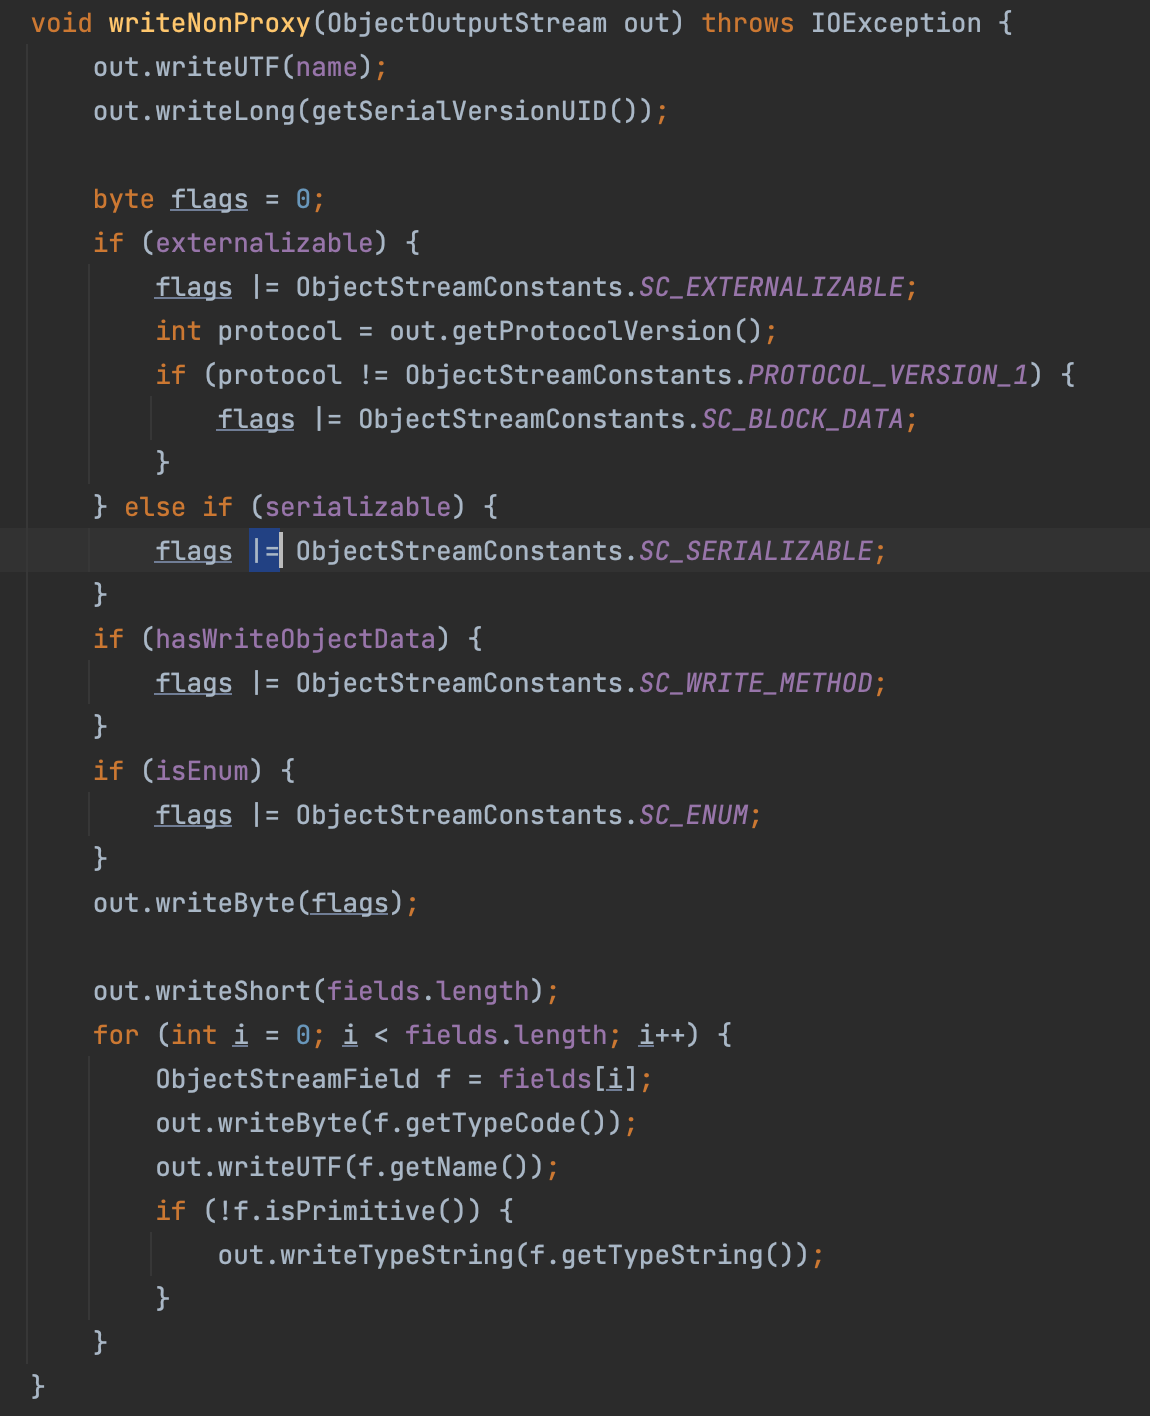 void writeNonProxy(ObjectOutputStream out) throws IOException {
    out.writeUTF(name);
    out.writeLong(getSerialVersionUID());

    byte flags = 0;
    if (externalizable) {
        flags |= ObjectStreamConstants.SC_EXTERNALIZABLE;
        int protocol = out.getProtocolVersion();
        if (protocol != ObjectStreamConstants.PROTOCOL_VERSION_1) {
            flags |= ObjectStreamConstants.SC_BLOCK_DATA;
        }
    } else if (serializable) {
        flags |= ObjectStreamConstants.SC_SERIALIZABLE;
    }
    if (hasWriteObjectData) {
        flags |= ObjectStreamConstants.SC_WRITE_METHOD;
    }
    if (isEnum) {
        flags |= ObjectStreamConstants.SC_ENUM;
    }
    out.writeByte(flags);

    out.writeShort(fields.length);
    for (int i = 0; i < fields.length; i++) {
        ObjectStreamField f = fields[i];
        out.writeByte(f.getTypeCode());
        out.writeUTF(f.getName());
        if (!f.isPrimitive()) {
            out.writeTypeString(f.getTypeString());
        }
    }
}